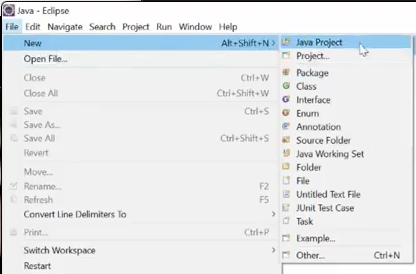 Java - Eclipse
File Edit Navigate Search Project Run Window Help
New Alt+Shift+N >
Open File...
Close Ctrl+W
Close All Ctrl+Shift+W
Save Ctrl+S
Save As...
Save All Ctrl+Shift+S
Revert
Move...
Rename... F2
Refresh F5
Convert Line Delimiters To >
Print... Ctrl+P
Switch Workspace >
Restart
Java Project
Project...
Package
Class
Interface
Enum
Annotation
Source Folder
Java Working Set
Folder
File
Untitled Text File
JUnit Test Case
Task
Example...
Other... Ctrl+N